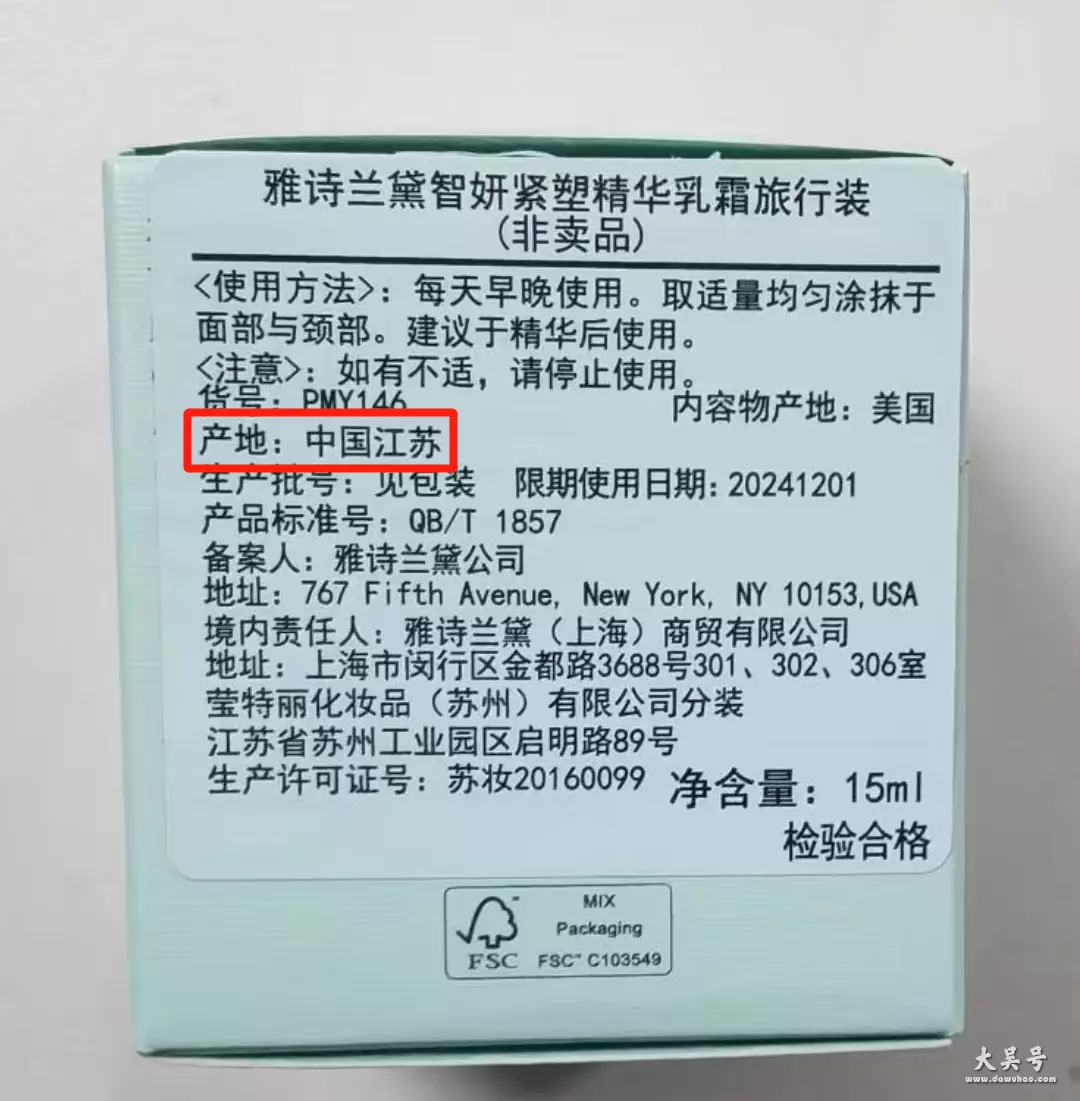 雅诗兰黛智妍紧塑精华乳霜旅行装
(非卖品)
<使用方法>：每天早晚使用。取适量均匀涂抹于
面部与颈部。建议于精华后使用。
<注意>：如有不适，请停止使用。
货号：PMY146 内容物产地：美国
产地：中国江苏
生产批号：见包装 限期使用日期：20241201
产品标准号：QB/T 1857
备案人：雅诗兰黛公司
地址：767 Fifth Avenue, New York, NY 10153,USA
境内责任人：雅诗兰黛（上海）商贸有限公司
地址：上海市闵行区金都路3688号301、302、306室
莹特丽化妆品（苏州）有限公司分装
江苏省苏州工业园区启明路89号
生产许可证号：苏妆20160099 净含量：15ml
检验合格
MIX
Packaging
FSC FSC™ C103549
大吴号
www.dawuhao.com